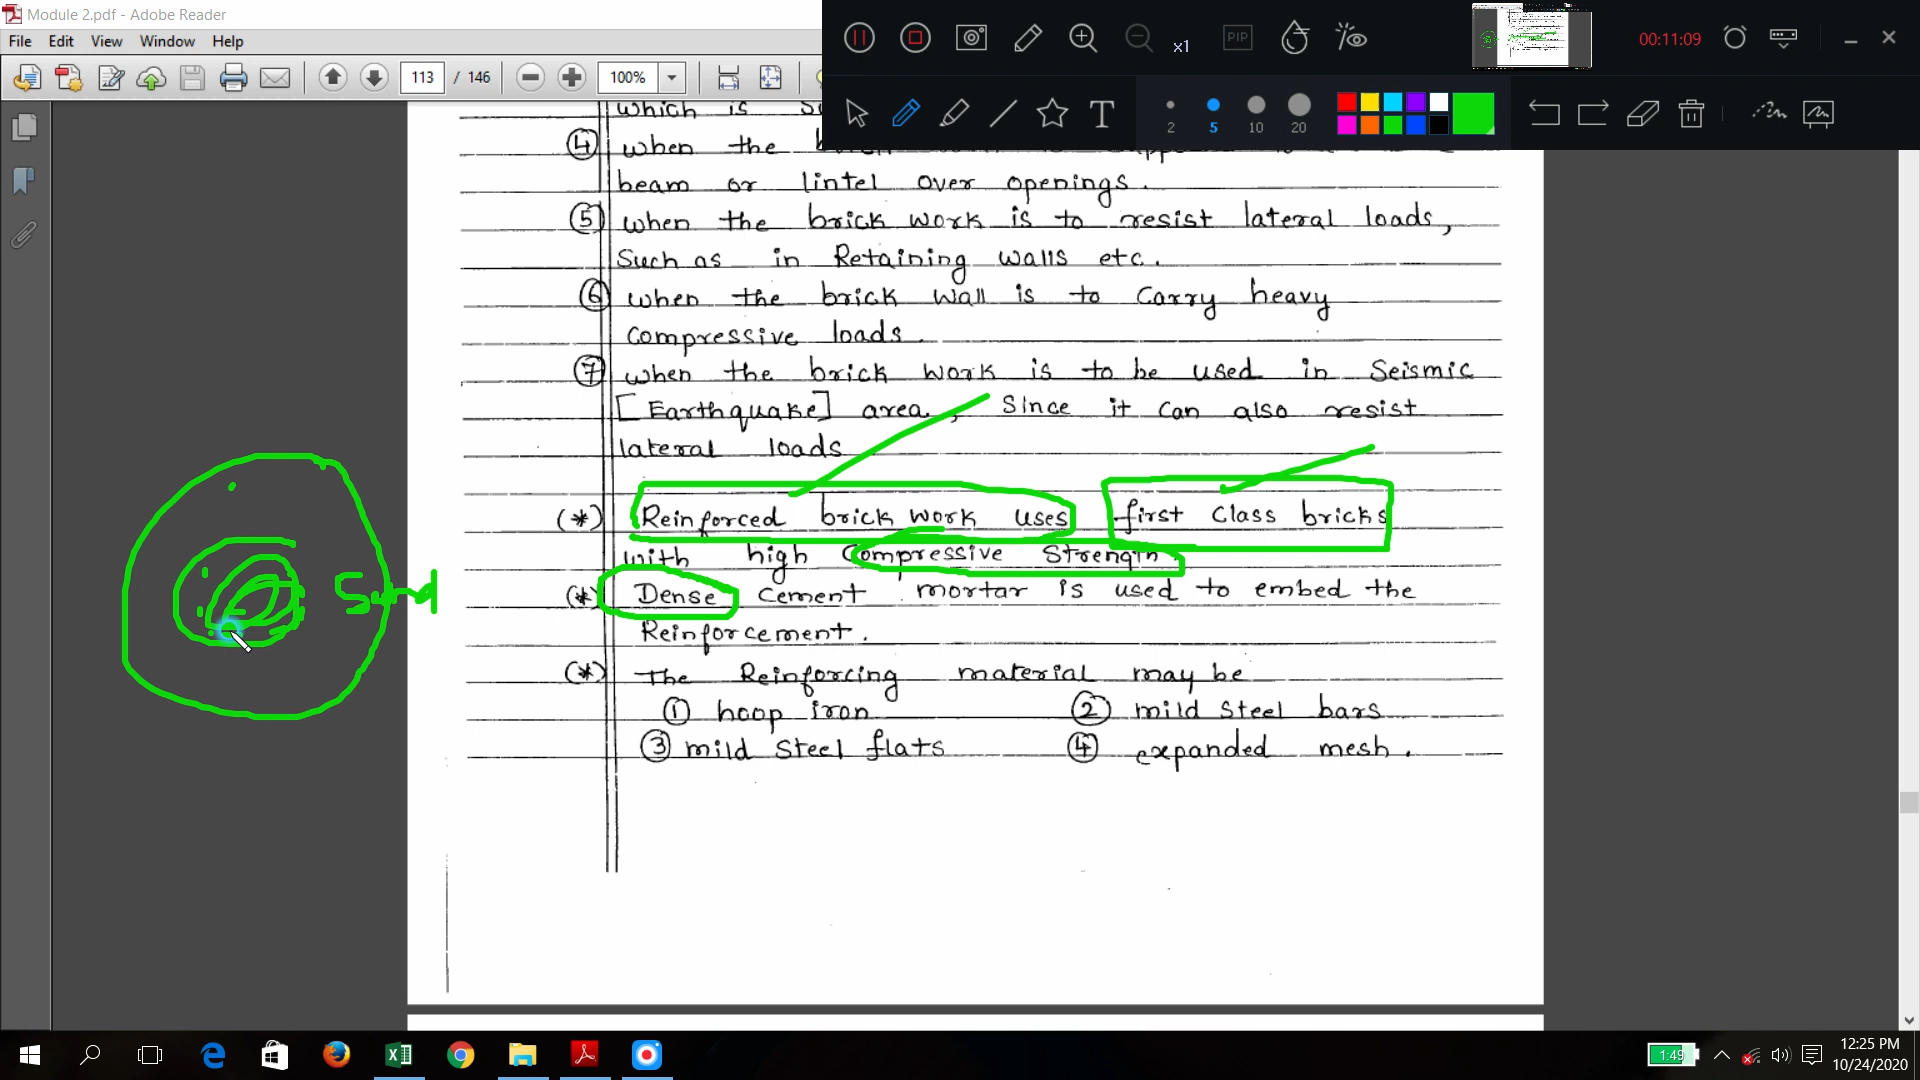 Module 2.pdf - Adobe Reader
File Edit View Window Help
113 / 146 100%
x1 PIP 00:11:09
2 5 10 20
T
which is
④ when the
beam or lintel over openings.
⑤ when the brick work is to resist lateral loads,
Such as in Retaining walls etc.
⑥ when the brick wall is to Carry heavy
Compressive loads.
⑦ when the brick work is to be used in Seismic
[Earthquake] area, Since it can also resist
lateral loads
(*) Reinforced brick work uses first Class bricks
with high Compressive Strength
(*) Dense Cement mortar is used to embed the
Reinforcement.
(*) The Reinforcing material may be
① hoop iron ② mild Steel bars
③ mild Steel flats ④ expanded mesh.
Sand
1:49
12:25 PM
10/24/2020